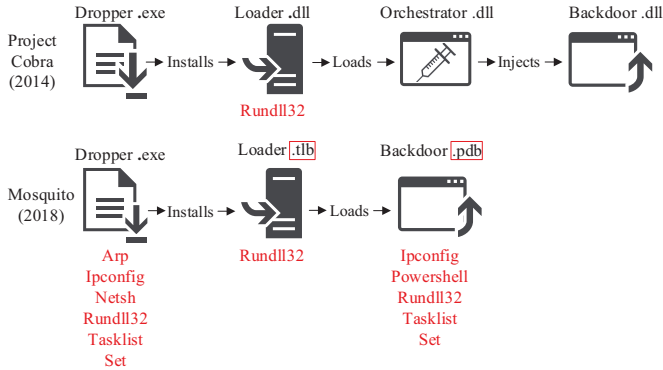 Dropper .exe
Loader .dll
Orchestrator .dll
Backdoor .dll
Project
Cobra
(2014)
Installs
Loads
Injects
Rundll32
Dropper .exe
Loader .tlb
Backdoor .pdb
Mosquito
(2018)
Installs
Loads
Arp
Ipconfig
Netsh
Rundll32
Tasklist
Set
Rundll32
Ipconfig
Powershell
Rundll32
Tasklist
Set